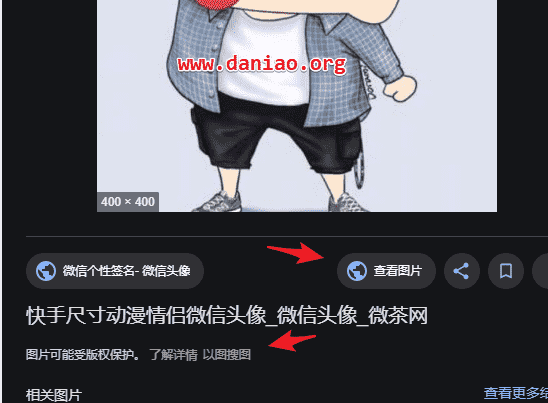 www.daniao.org
400 × 400
微信个性签名- 微信头像
查看图片
快手尺寸动漫情侣微信头像_微信头像_微茶网
图片可能受版权保护。 了解详情 以图搜图
相关图片
查看更多结